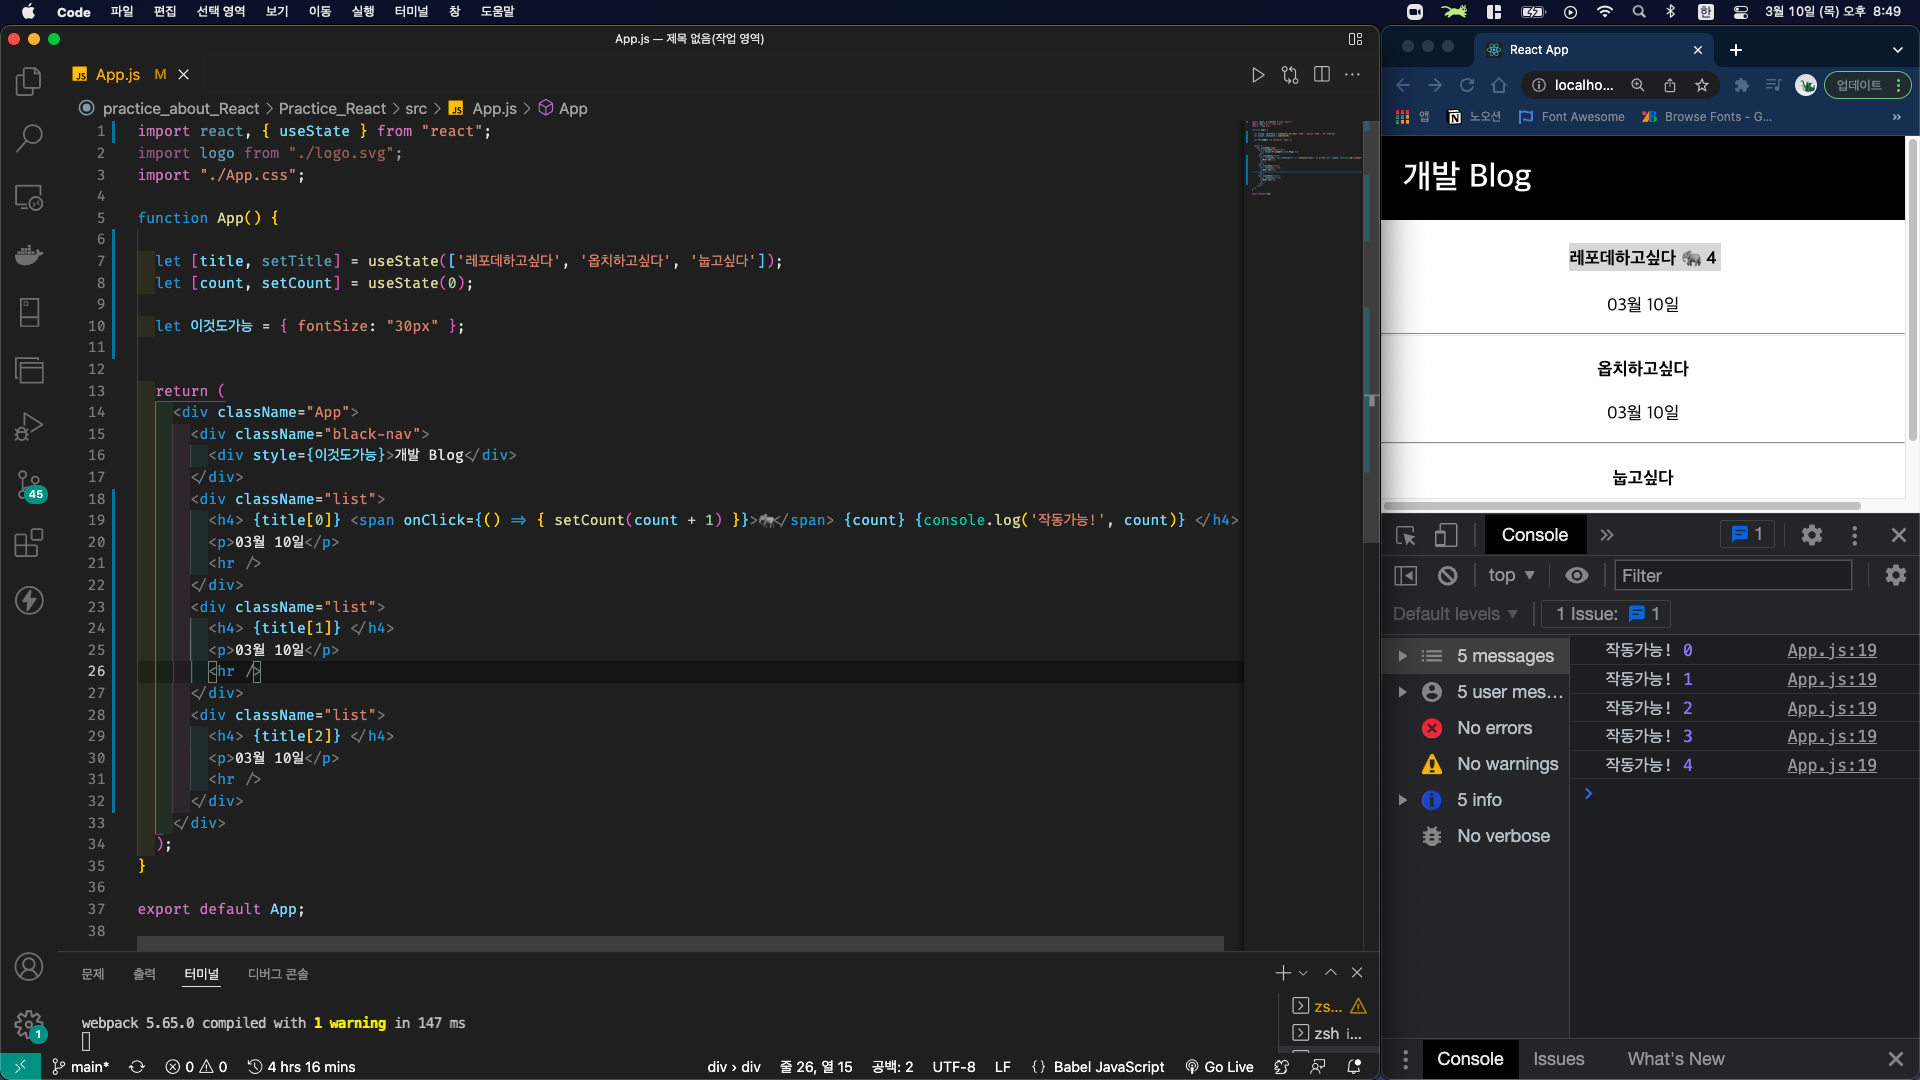 Code 파일 편집 선택 영역 보기 이동 실행 터미널 창 도움말
한 3월 10일 (목) 오후 8:49
App.js — 제목 없음(작업 영역)
JS App.js M
practice_about_React > Practice_React > src > JS App.js > App
1 import react, { useState } from "react";
2 import logo from "./logo.svg";
3 import "./App.css";
4
5 function App() {
6
7 let [title, setTitle] = useState(['레포데하고싶다', '옵치하고싶다', '눕고싶다']);
8 let [count, setCount] = useState(0);
9
10 let 이것도가능 = { fontSize: "30px" };
11
12
13 return (
14 <div className="App">
15 <div className="black-nav">
16 <div style={이것도가능}>개발 Blog</div>
17 </div>
18 <div className="list">
19 <h4> {title[0]} <span onClick={() => { setCount(count + 1) }}>🐘</span> {count} {console.log('작동가능!', count)} </h4>
20 <p>03월 10일</p>
21 <hr />
22 </div>
23 <div className="list">
24 <h4> {title[1]} </h4>
25 <p>03월 10일</p>
26 <hr />
27 </div>
28 <div className="list">
29 <h4> {title[2]} </h4>
30 <p>03월 10일</p>
31 <hr />
32 </div>
33 </div>
34 );
35 }
36
37 export default App;
38
45
1
문제 출력 터미널 디버그 콘솔
webpack 5.65.0 compiled with 1 warning in 147 ms
zs...
zsh i...
main* 0 0 4 hrs 16 mins
div › div 줄 26, 열 15 공백: 2 UTF-8 LF {} Babel JavaScript Go Live
React App
localho... 업데이트
앱 노오션 Font Awesome Browse Fonts - G... »
개발 Blog
레포데하고싶다 🐘 4
03월 10일
옵치하고싶다
03월 10일
눕고싶다
Console » 1
top ▼ Filter
Default levels ▼ 1 Issue: 1
5 messages
5 user mes...
No errors
No warnings
5 info
No verbose
작동가능! 0 App.js:19
작동가능! 1 App.js:19
작동가능! 2 App.js:19
작동가능! 3 App.js:19
작동가능! 4 App.js:19
Console Issues What's New